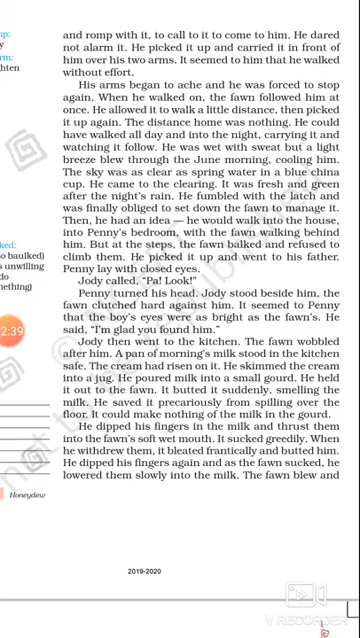 mp:
y
rm:
ghten
and romp with it, to call to it to come to him. He dared
not alarm it. He picked it up and carried it in front of
him over his two arms. It seemed to him that he walked
without effort.
His arms began to ache and he was forced to stop
again. When he walked on, the fawn followed him at
once. He allowed it to walk a little distance, then picked
it up again. The distance home was nothing. He could
have walked all day and into the night, carrying it and
watching it follow. He was wet with sweat but a light
breeze blew through the June morning, cooling him.
The sky was as clear as spring water in a blue china
cup. He came to the clearing. It was fresh and green
after the night's rain. He fumbled with the latch and
was finally obliged to set down the fawn to manage it.
Then, he had an idea — he would walk into the house,
into Penny's bedroom, with the fawn walking behind
him. But at the steps, the fawn balked and refused to
climb them. He picked it up and went to his father.
Penny lay with closed eyes.
ked:
so baulked)
s unwilling
do
mething)
Jody called, “Pa! Look!”
Penny turned his head. Jody stood beside him, the
fawn clutched hard against him. It seemed to Penny
that the boy's eyes were as bright as the fawn's. He
said, “I'm glad you found him.”
2:39
Jody then went to the kitchen. The fawn wobbled
after him. A pan of morning's milk stood in the kitchen
safe. The cream had risen on it. He skimmed the cream
into a jug. He poured milk into a small gourd. He held
it out to the fawn. It butted it suddenly, smelling the
milk. He saved it precariously from spilling over the
floor. It could make nothing of the milk in the gourd.
He dipped his fingers in the milk and thrust them
into the fawn's soft wet mouth. It sucked greedily. When
he withdrew them, it bleated frantically and butted him.
He dipped his fingers again and as the fawn sucked, he
lowered them slowly into the milk. The fawn blew and
Honeydew
2019-2020
V RECORDER